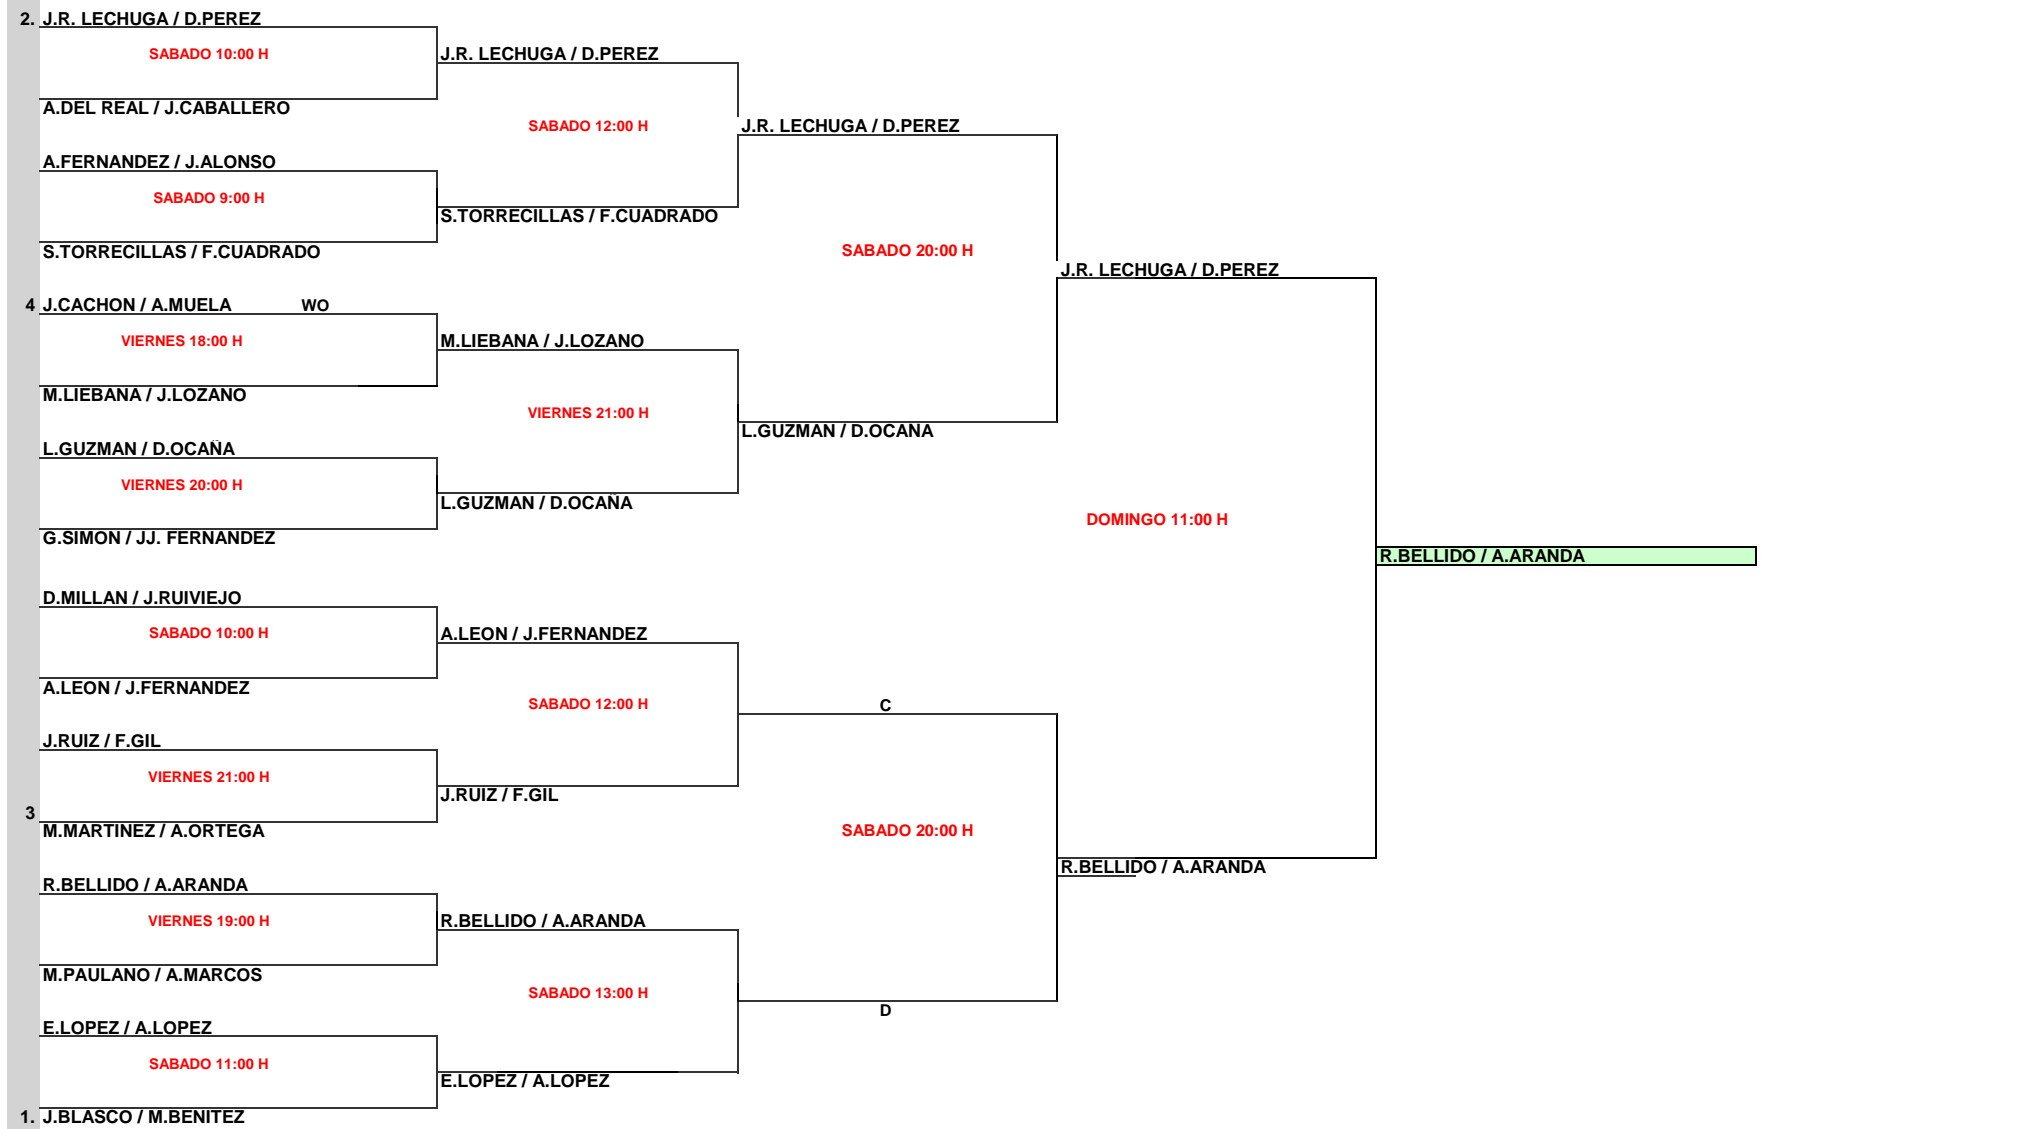 2. J.R. LECHUGA / D.PEREZ
SABADO 10:00 H
J.R. LECHUGA / D.PEREZ
A.DEL REAL / J.CABALLERO
SABADO 12:00 H
J.R. LECHUGA / D.PEREZ
A.FERNANDEZ / J.ALONSO
SABADO 9:00 H
S.TORRECILLAS / F.CUADRADO
S.TORRECILLAS / F.CUADRADO
SABADO 20:00 H
J.R. LECHUGA / D.PEREZ
4 J.CACHON / A.MUELA WO
VIERNES 18:00 H
M.LIEBANA / J.LOZANO
M.LIEBANA / J.LOZANO
VIERNES 21:00 H
L.GUZMAN / D.OCAÑA
L.GUZMAN / D.OCAÑA
VIERNES 20:00 H
L.GUZMAN / D.OCAÑA
G.SIMON / JJ. FERNANDEZ
DOMINGO 11:00 H
R.BELLIDO / A.ARANDA
D.MILLAN / J.RUIVIEJO
SABADO 10:00 H
A.LEON / J.FERNANDEZ
A.LEON / J.FERNANDEZ
SABADO 12:00 H
C
J.RUIZ / F.GIL
VIERNES 21:00 H
J.RUIZ / F.GIL
3 M.MARTINEZ / A.ORTEGA
SABADO 20:00 H
R.BELLIDO / A.ARANDA
R.BELLIDO / A.ARANDA
VIERNES 19:00 H
R.BELLIDO / A.ARANDA
M.PAULANO / A.MARCOS
SABADO 13:00 H
D
E.LOPEZ / A.LOPEZ
SABADO 11:00 H
E.LOPEZ / A.LOPEZ
1. J.BLASCO / M.BENITEZ